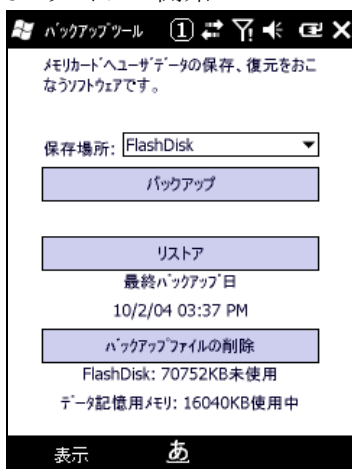 ﾊﾞｯｸｱｯﾌﾟﾂｰﾙ 1
ﾒﾓﾘｶｰﾄﾞへﾕｰｻﾞﾃﾞｰﾀの保存、復元をおこ
なうｿﾌﾄｳｪｱです。
保存場所: FlashDisk
ﾊﾞｯｸｱｯﾌﾟ
ﾘｽﾄｱ
最終ﾊﾞｯｸｱｯﾌﾟ日
10/2/04 03:37 PM
ﾊﾞｯｸｱｯﾌﾟﾌｧｲﾙの削除
FlashDisk: 70752KB未使用
ﾃﾞｰﾀ記憶用ﾒﾓﾘ: 16040KB使用中
表示 あ